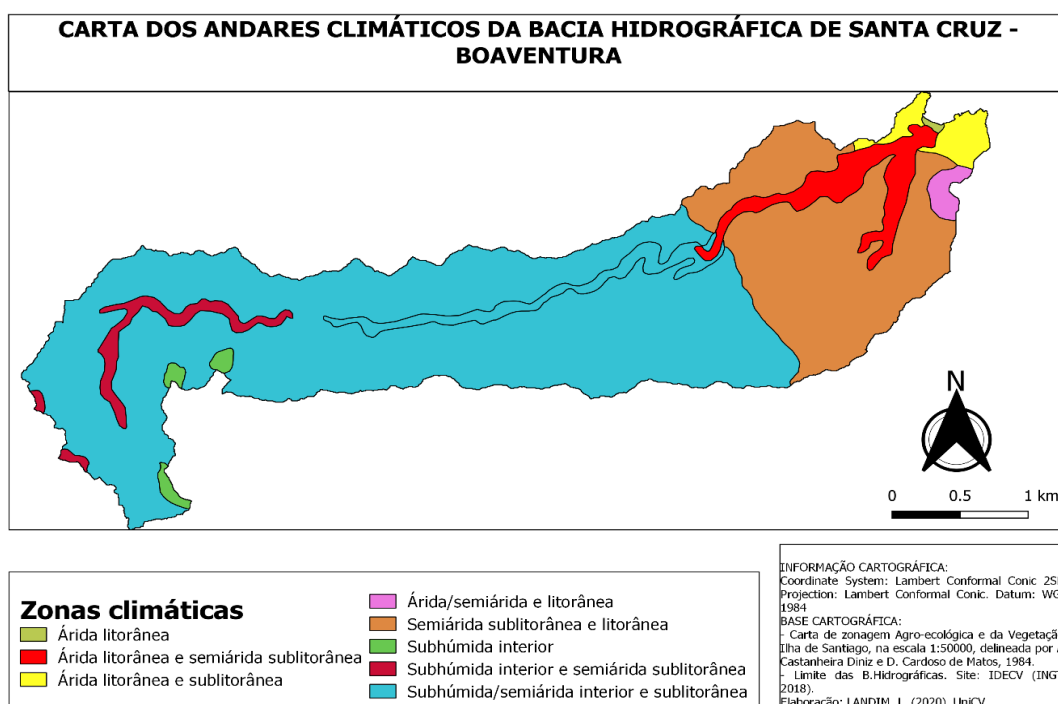 CARTA DOS ANDARES CLIMÁTICOS DA BACIA HIDROGRÁFICA DE SANTA CRUZ -
BOAVENTURA
N
0 0.5 1 km
Zonas climáticas
Árida litorânea
Árida litorânea e semiárida sublitorânea
Árida litorânea e sublitorânea
Árida/semiárida e litorânea
Semiárida sublitorânea e litorânea
Subhúmida interior
Subhúmida interior e semiárida sublitorânea
Subhúmida/semiárida interior e sublitorânea
INFORMAÇÃO CARTOGRÁFICA:
Coordinate System: Lambert Conformal Conic
Projection: Lambert Conformal Conic. Datum:
1984
BASE CARTOGRÁFICA:
- Carta de zonagem Agro-ecológica e da
Ilha de Santiago, na escala 1:50000, delineada por
Castanheira Diniz e D. Cardoso de Matos, 1984.
- Limite das B.Hidrográficas. Site: IDECV
2018).
Elaboração: LANDIM, L. (2020). UniCV